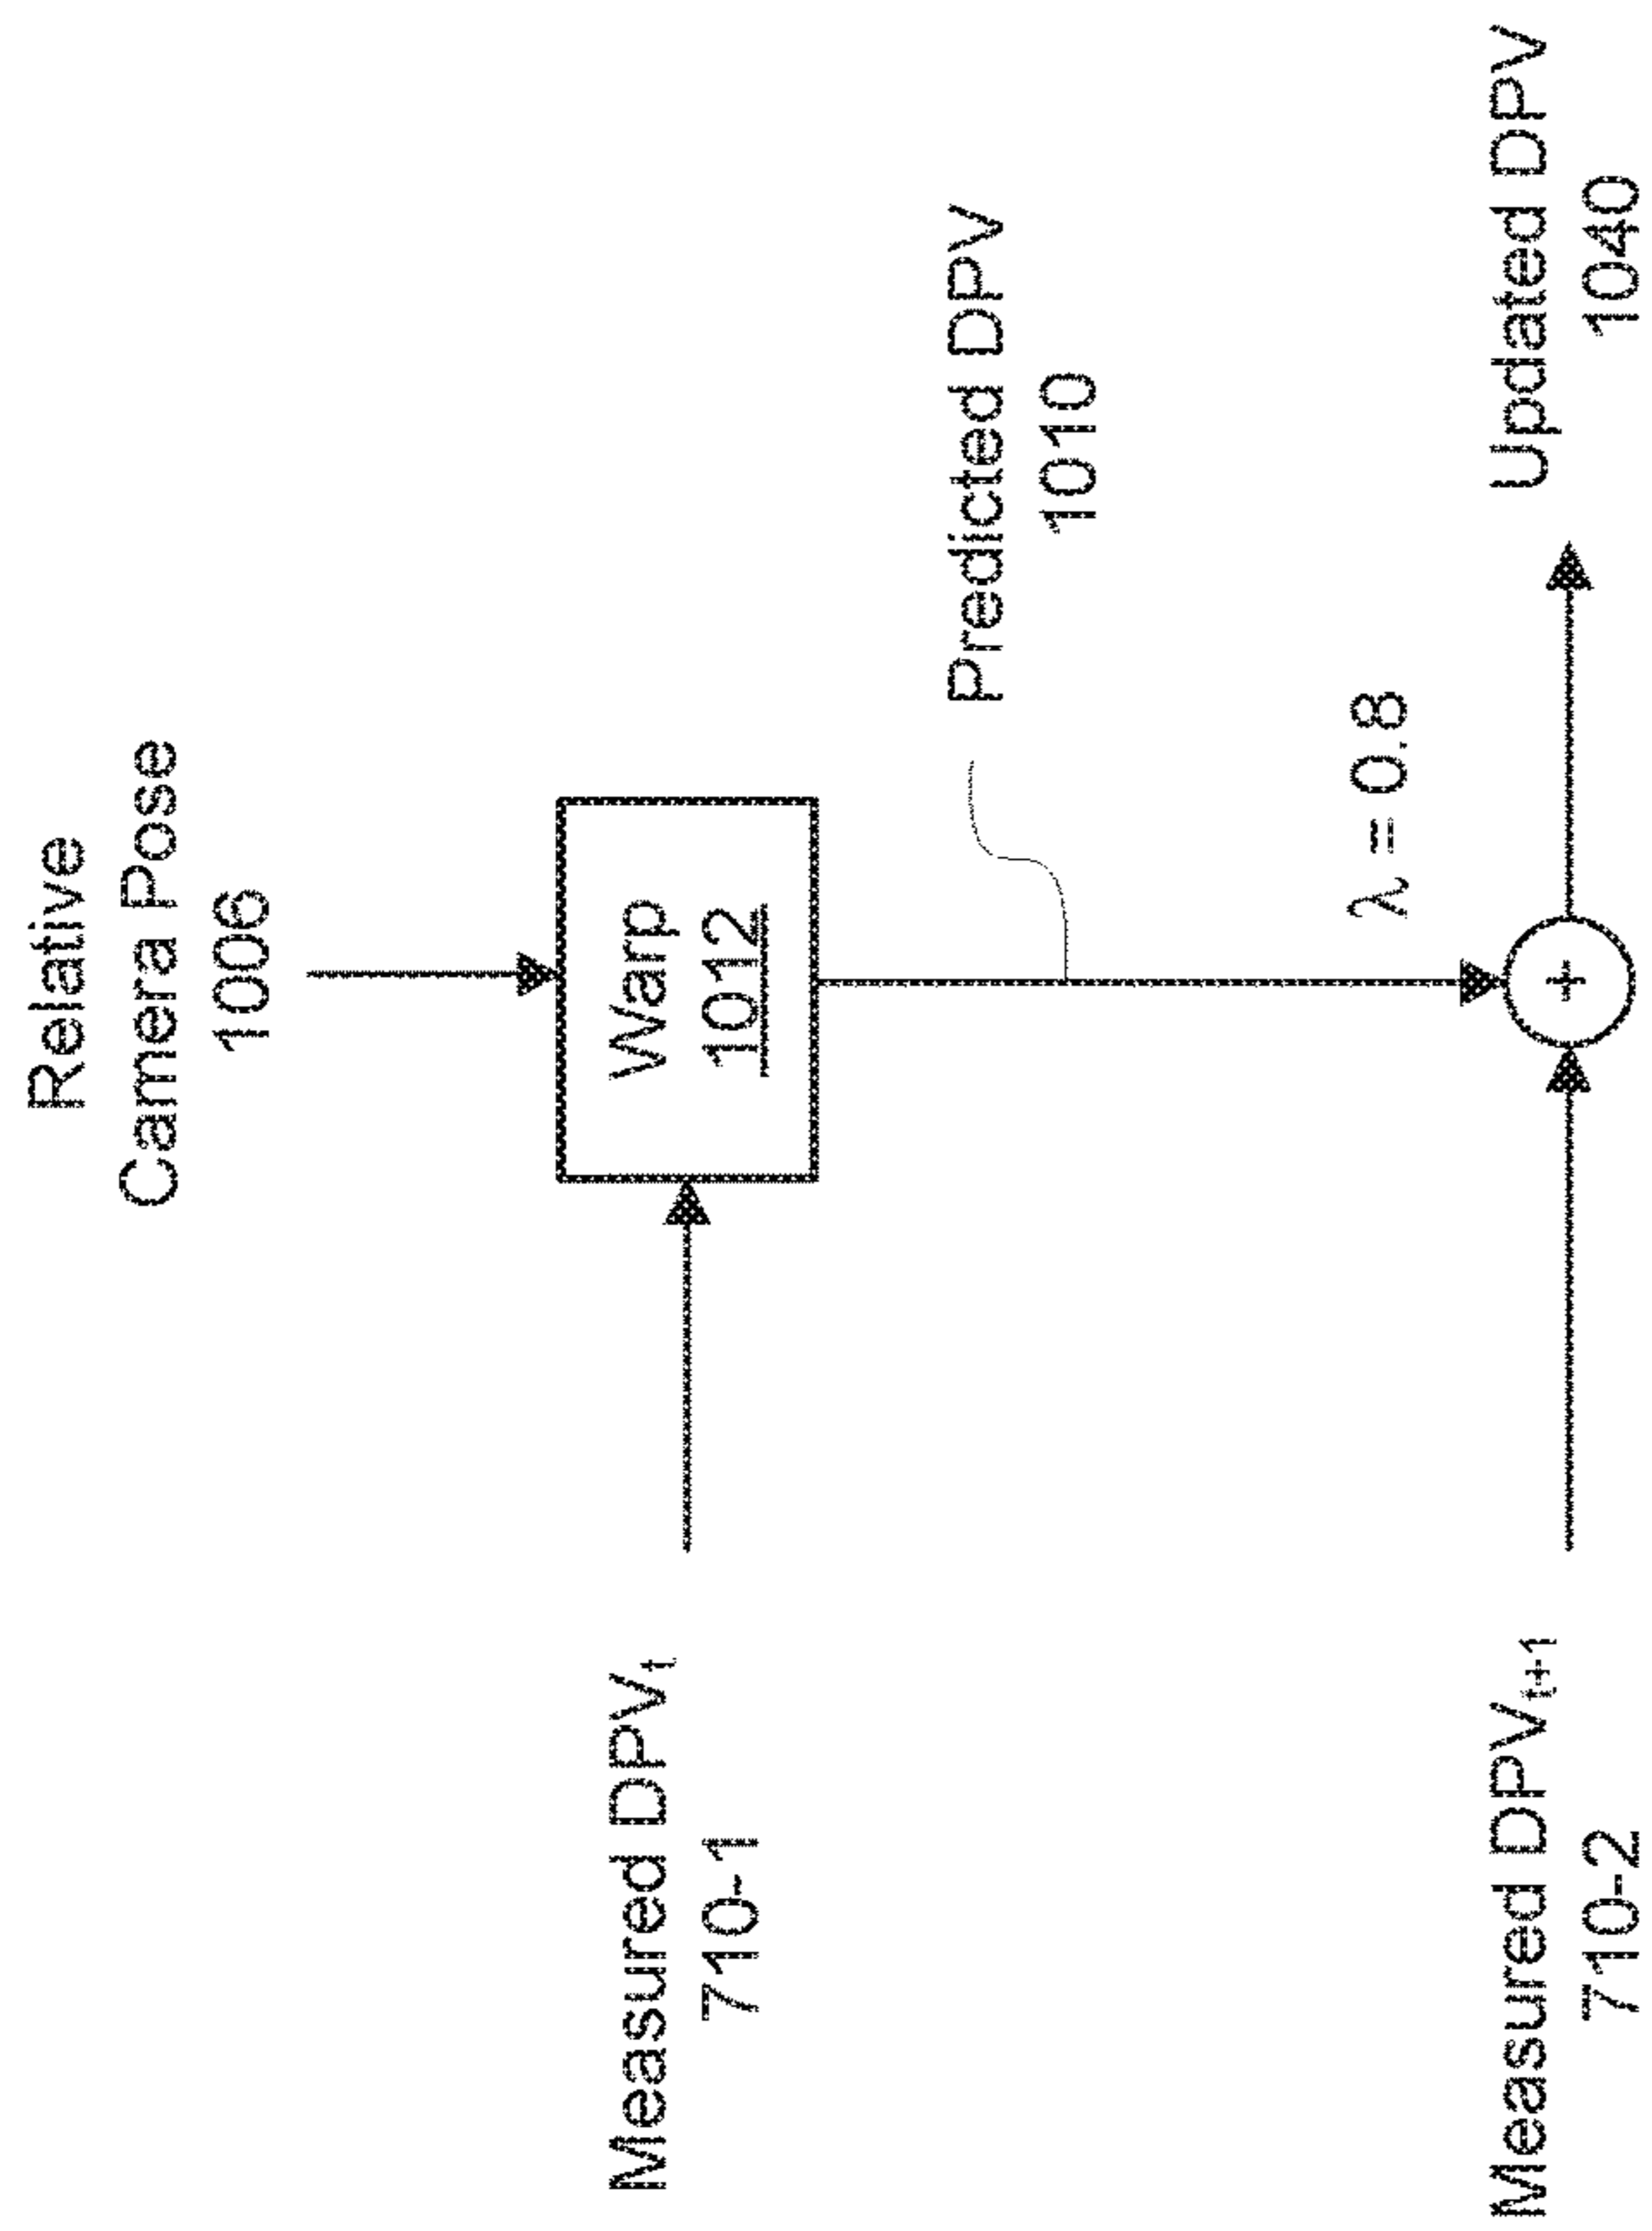 Relative
Camera Pose
1006
Measured DPVₜ
710-1
Warp
1012
Predicted DPV
1010
λ = 0.8
Measured DPVₜ₊₁
710-2
+
Updated DPV
1040